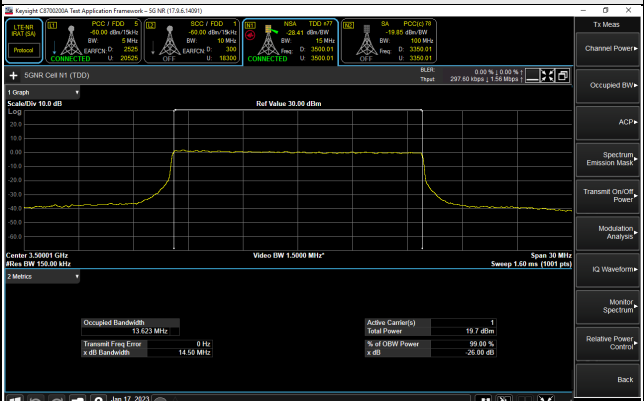 Keysight C8700200A Test Application Framework – 5G NR (17.9.6.14091)
LTE-NR
IRAT (SA)
Protocol
L1 PCC / FDD 5
-60.00 dBm/15kHz
BW: 5 MHz
EARFCN D: 2525
U: 20525
CONNECTED
L2 SCC / FDD 1
-60.00 dBm/15kHz
BW: 10 MHz
EARFCN D: 300
U: 18300
OFF
N1 NSA TDD n77
-28.41 dBm/BW
BW: 15 MHz
Freq D: 3500.01
U: 3500.01
CONNECTED
N2 SA PCC(c) 78
-19.85 dBm/BW
BW: 100 MHz
Freq D: 3350.01
U: 3350.01
OFF
5GNR Cell N1 (TDD)
BLER: 0.00 % ↓ 0.00 % ↑
Thput: 297.60 kbps ↓ 1.56 Mbps ↑
1 Graph
Scale/Div 10.0 dB
Ref Value 30.00 dBm
Log
20.0
10.0
0.0
-10.0
-20.0
-30.0
-40.0
-50.0
-60.0
Center 3.50001 GHz
Video BW 1.5000 MHz*
Span 30 MHz
#Res BW 150.00 kHz
Sweep 1.60 ms (1001 pts)
2 Metrics
Occupied Bandwidth
13.623 MHz
Transmit Freq Error 0 Hz
x dB Bandwidth 14.50 MHz
Active Carrier(s) 1
Total Power 19.7 dBm
% of OBW Power 99.00 %
x dB -26.00 dB
Tx Meas
Channel Power
Occupied BW
ACP
Spectrum
Emission Mask
Transmit On/Off
Power
Modulation
Analysis
IQ Waveform
Monitor
Spectrum
Relative Power
Control
Back
Jan 17, 2023